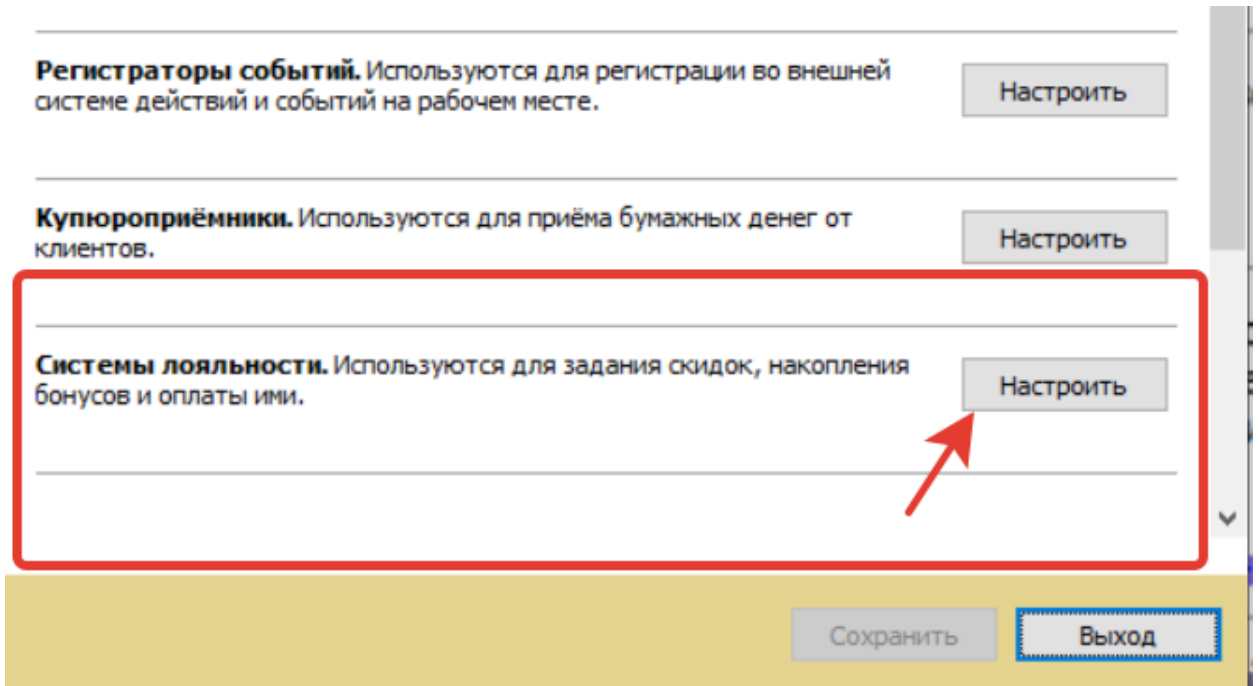 Регистраторы событий. Используются для регистрации во внешней
системе действий и событий на рабочем месте.
Настроить
Купюроприёмники. Используются для приёма бумажных денег от
клиентов.
Настроить
Системы лояльности. Используются для задания скидок, накопления
бонусов и оплаты ими.
Настроить
Сохранить
Выход